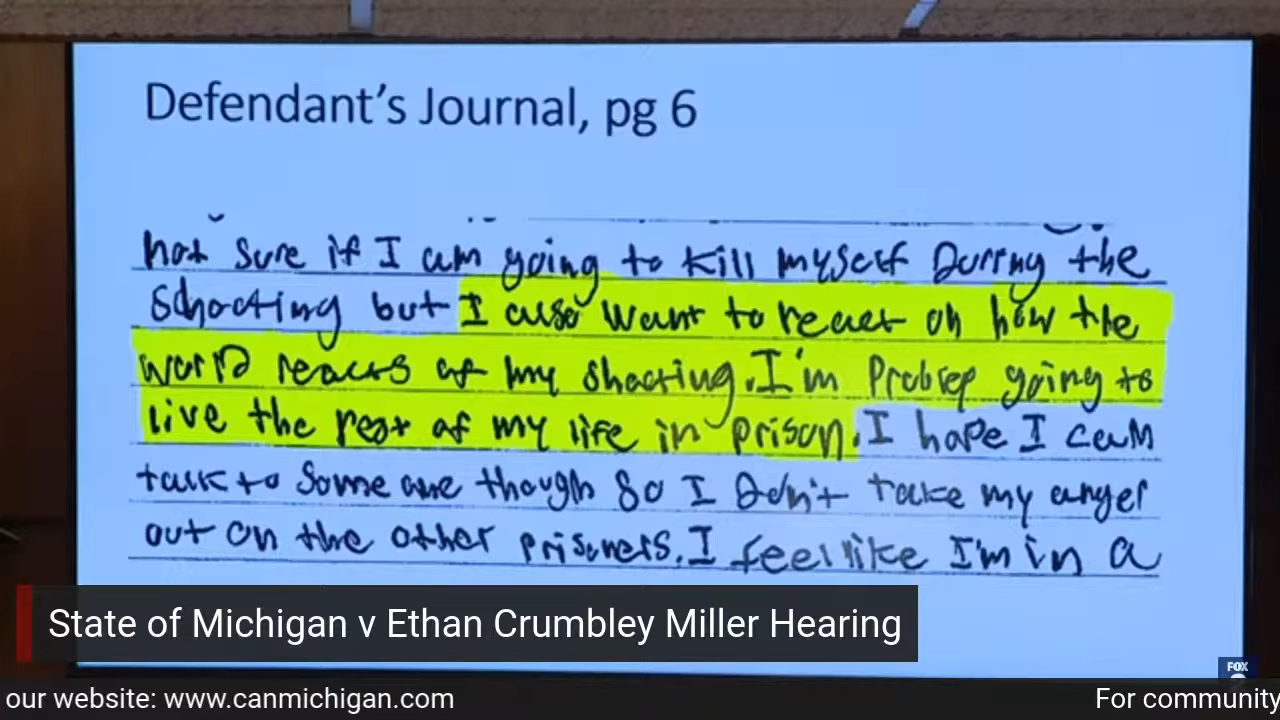 Defendant's Journal, pg 6
not sure if I am going to kill myself During the
Shooting but I also want to react on how the
world reacts of my shooting. I'm Probley going to
live the rest of my life in prison. I hope I can
talk to Some one though So I Don't take my anger
out on the other prisoners. I feel like I'm in a
State of Michigan v Ethan Crumbley Miller Hearing
FOX
our website: www.canmichigan.com
For community